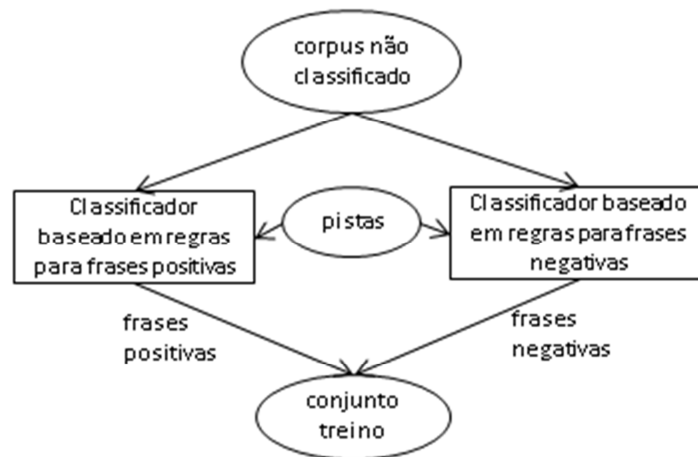 corpus não
classificado
Classificador
baseado em regras
para frases positivas
pistas
Classificador baseado
em regras para frases
negativas
frases
positivas
frases
negativas
conjunto
treino